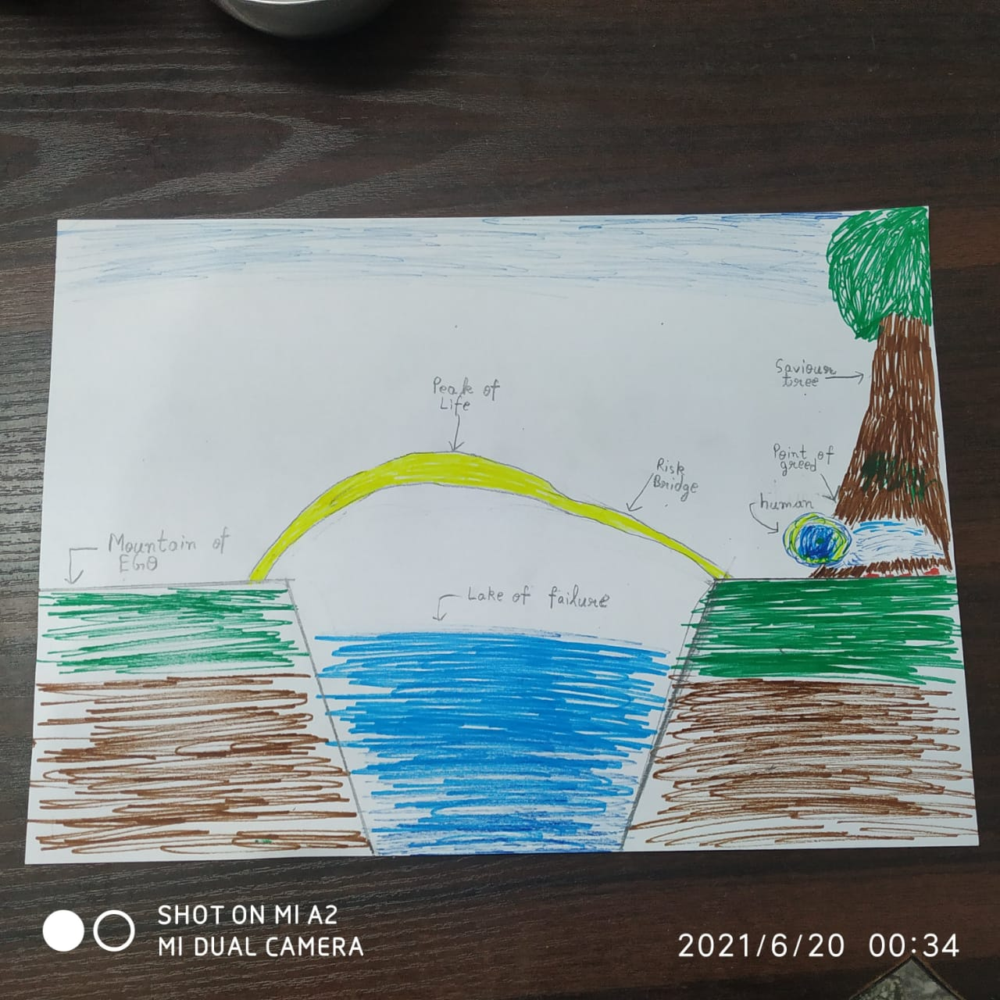 Peak of
Life
Saviour
tree
Point of
greed
Risk
Bridge
human
Mountain of
EGO
Lake of failure
SHOT ON MI A2
MI DUAL CAMERA
2021/6/20 00:34